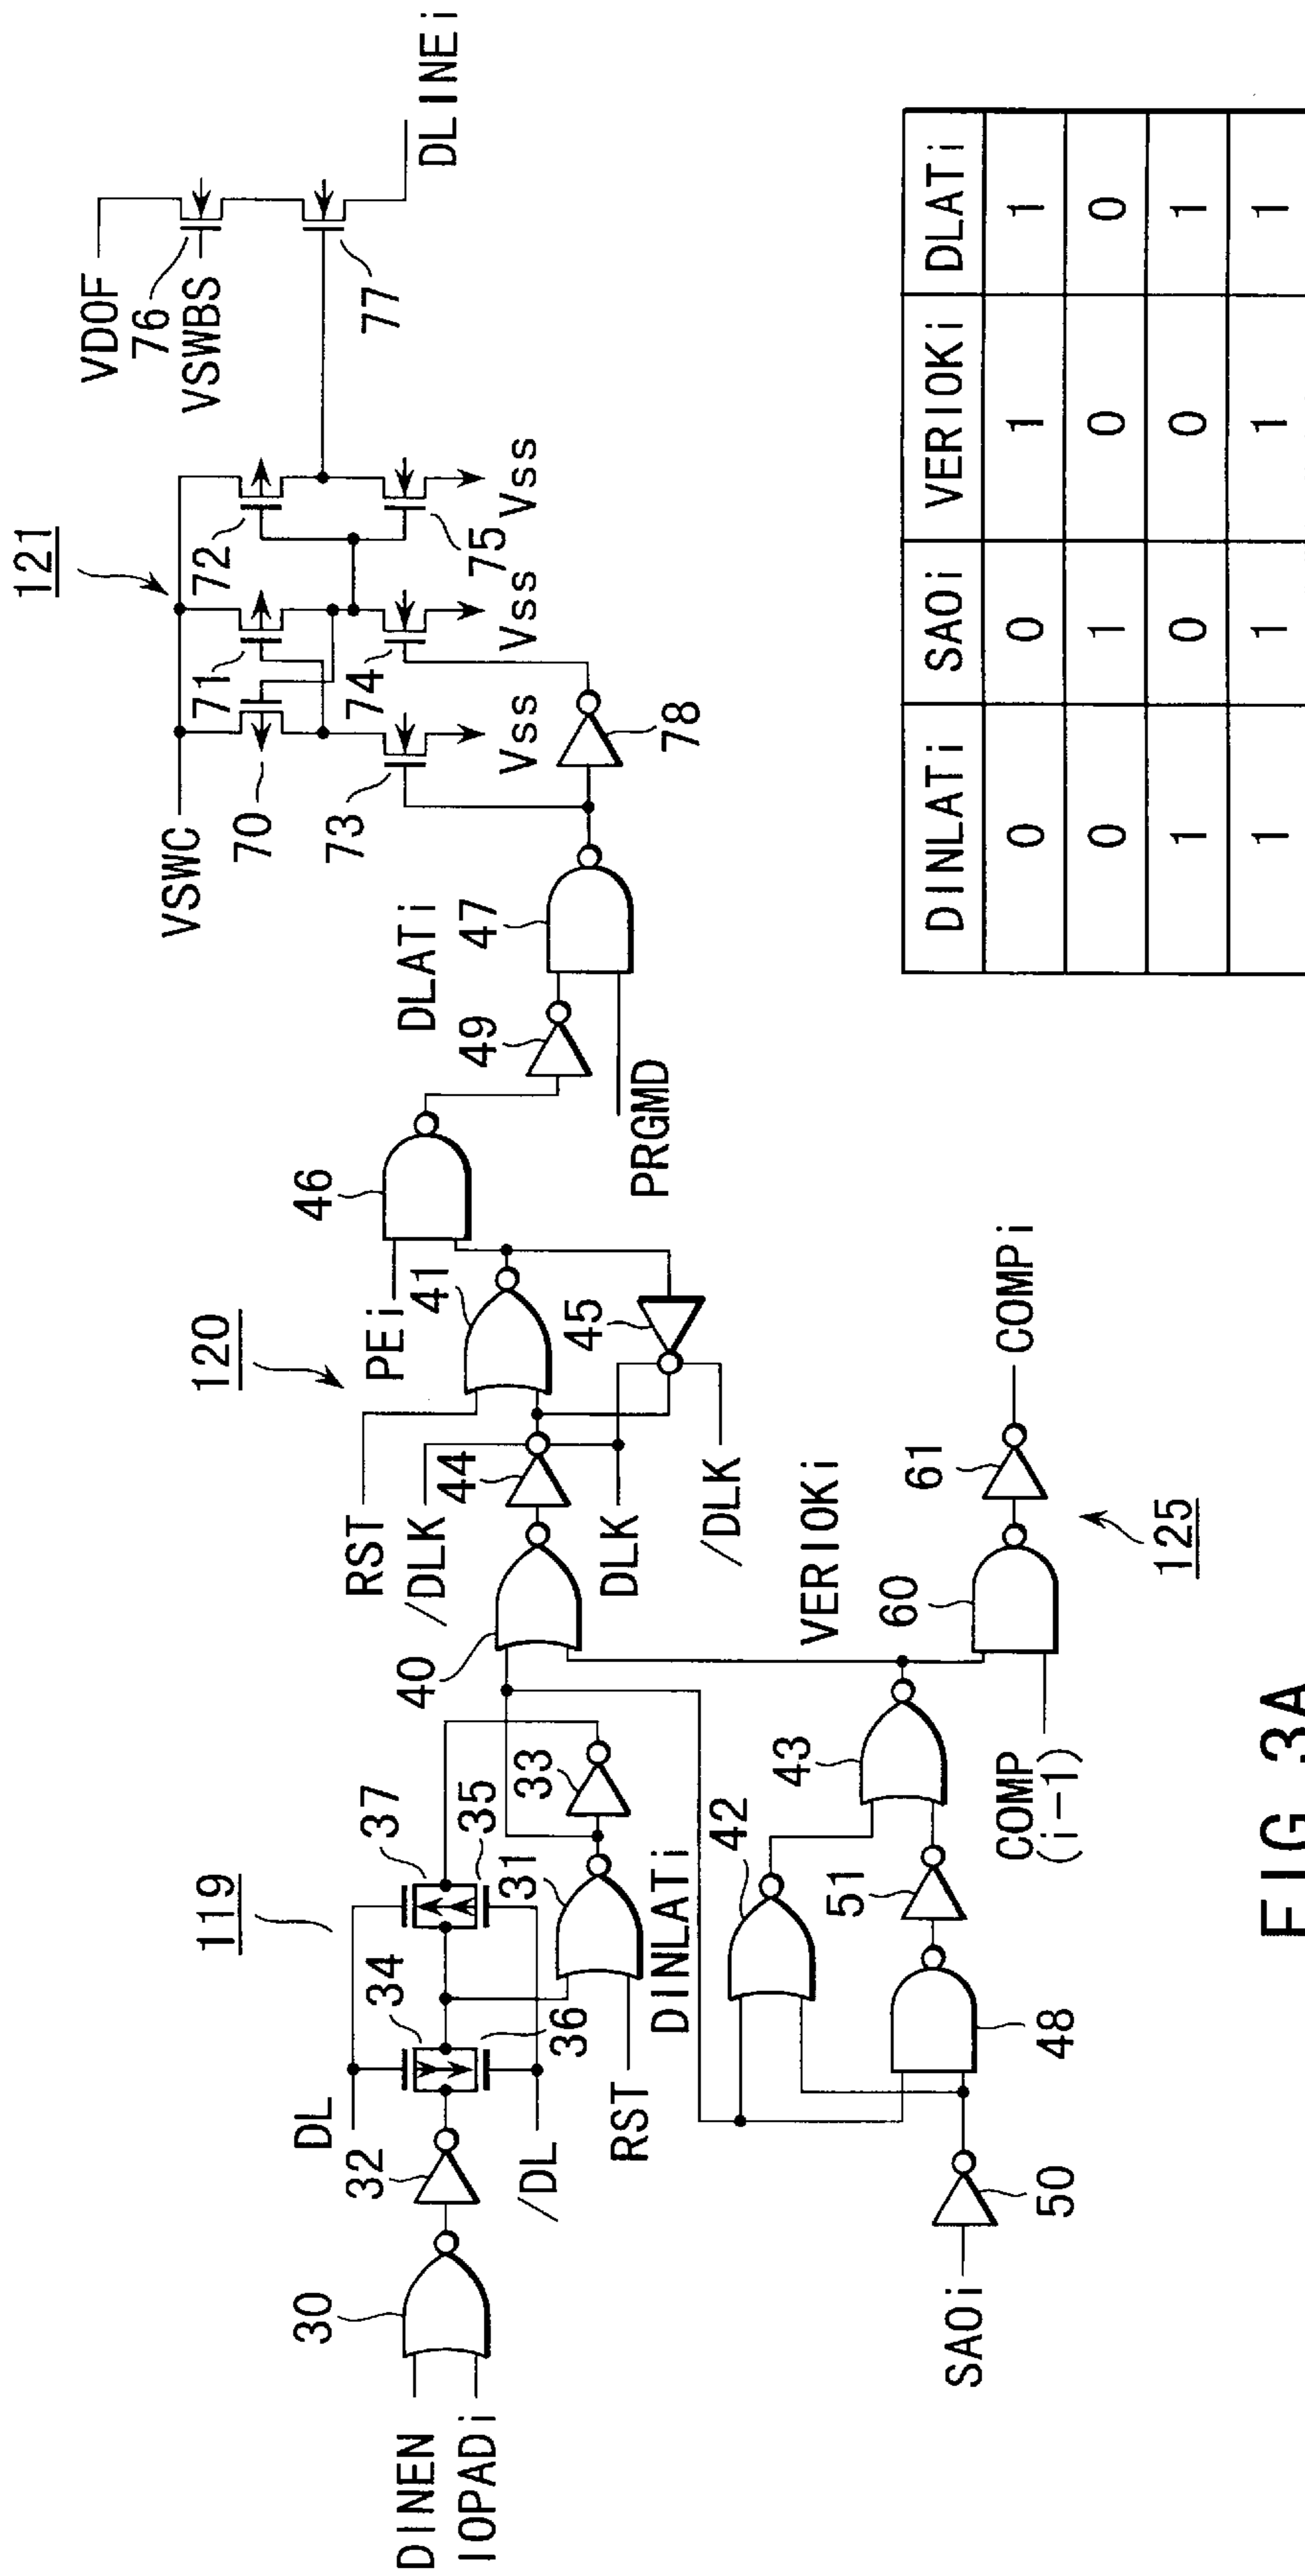 119
120
121
125
DINEN
IOPADi
30
32
DL
/DL
34
36
37
35
31
33
RST
DINLATi
SAOi
50
48
51
42
43
40
VERIOKi
COMP
(i-1)
60
61
COMPi
RST
/DLK
44
DLK
/DLK
41
45
PEi
46
49
DLATi
47
PRGMD
78
VSWC
70
71
72
73
74
75
Vss
Vss
Vss
VDOF
76
VSWBS
77
DLINEi
DINLATi SAOi VERIOKi DLATi
0 0 1 1
0 1 0 0
1 0 0 1
1 1 1 1
FIG. 3A